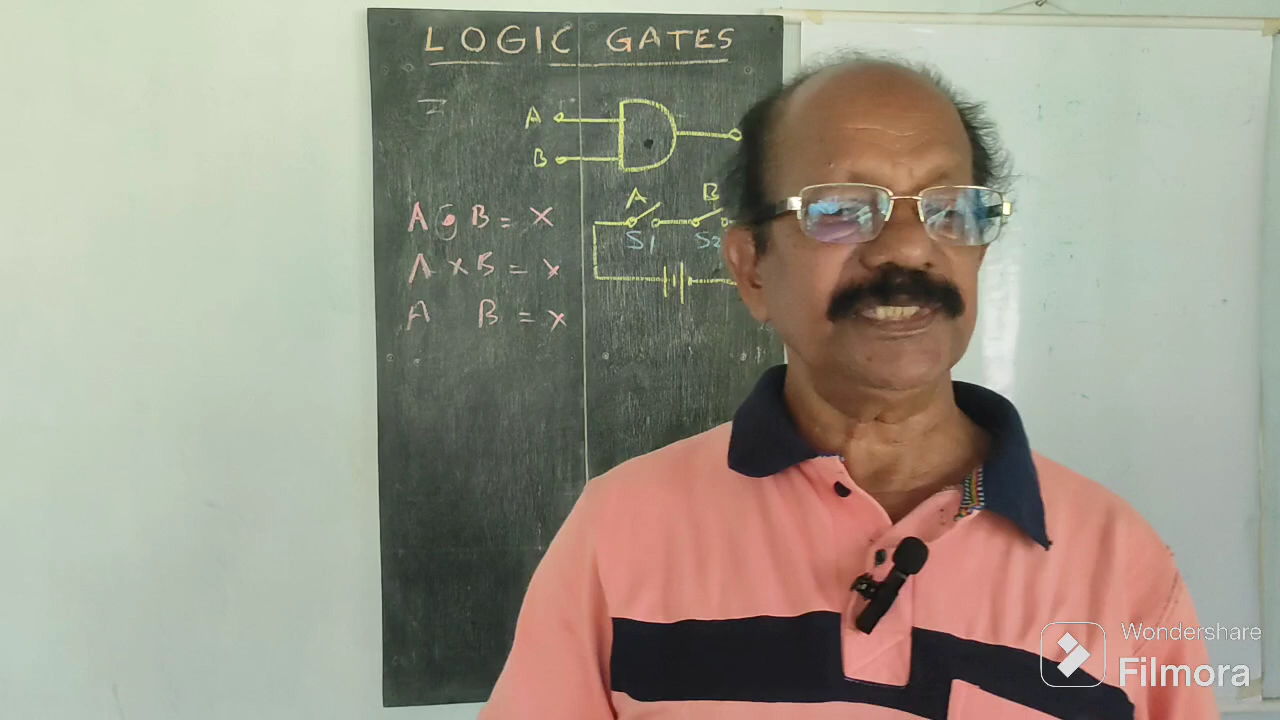 LOGIC GATES
A
B
A B
S1 S2
A • B = X
A X B = X
A B = X
Wondershare
Filmora